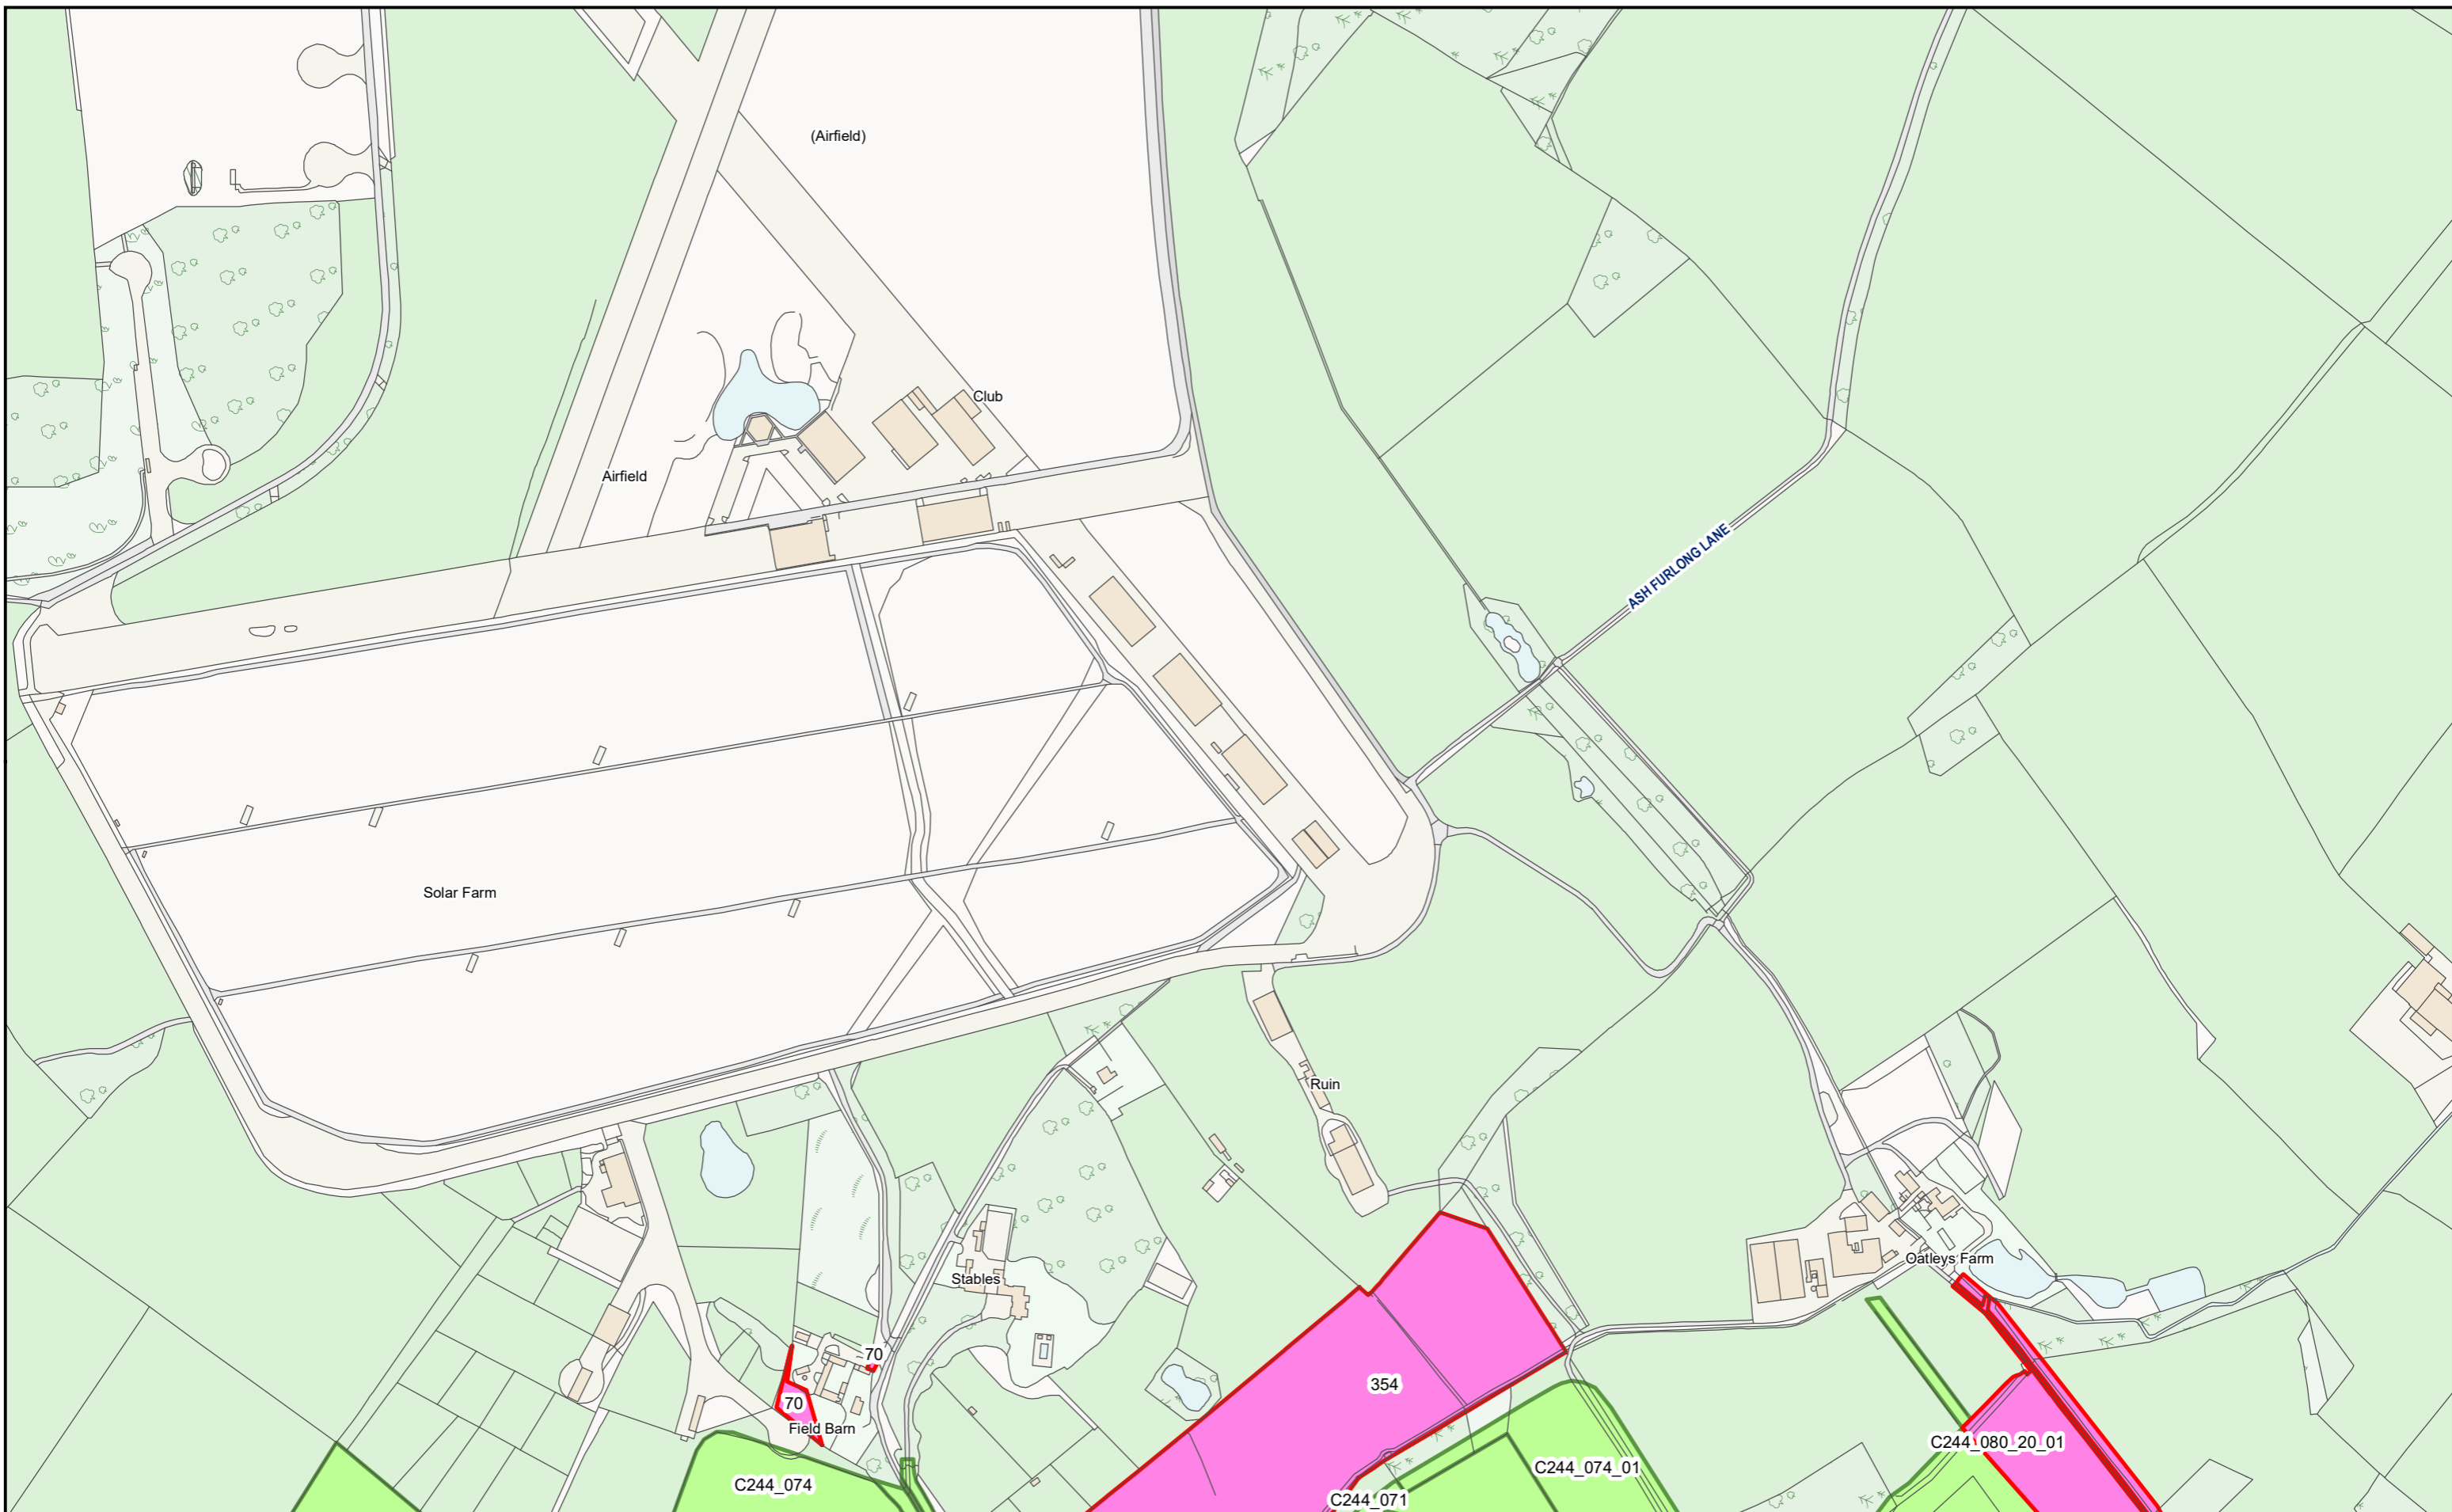 (Airfield)
Club
Airfield
ASH FURLONG LANE
Solar Farm
Ruin
Oatleys Farm
Stables
70
354
70
Field Barn
C244_080_20_01
C244_074_01
C244_074
C244_071